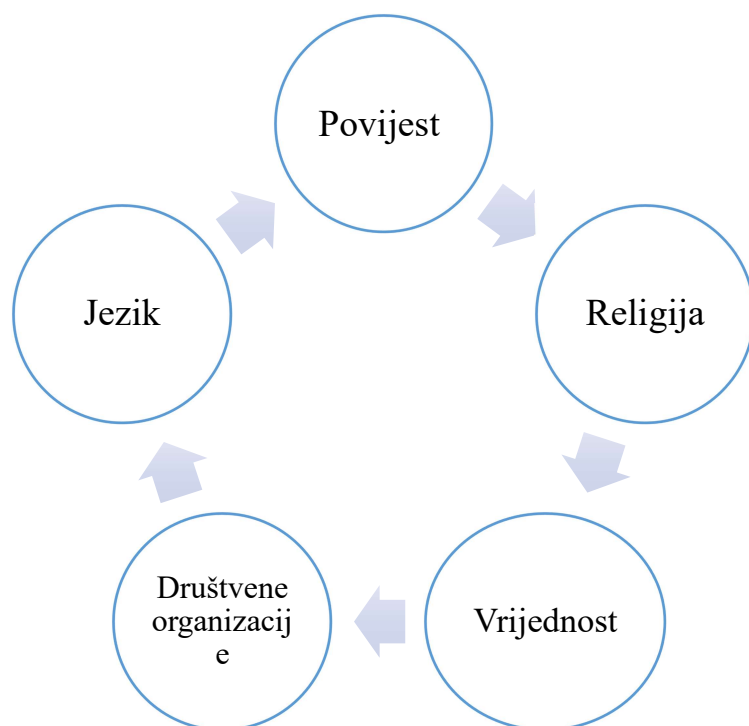 Povijest
Religija
Vrijednost
Društvene
organizacij
e
Jezik